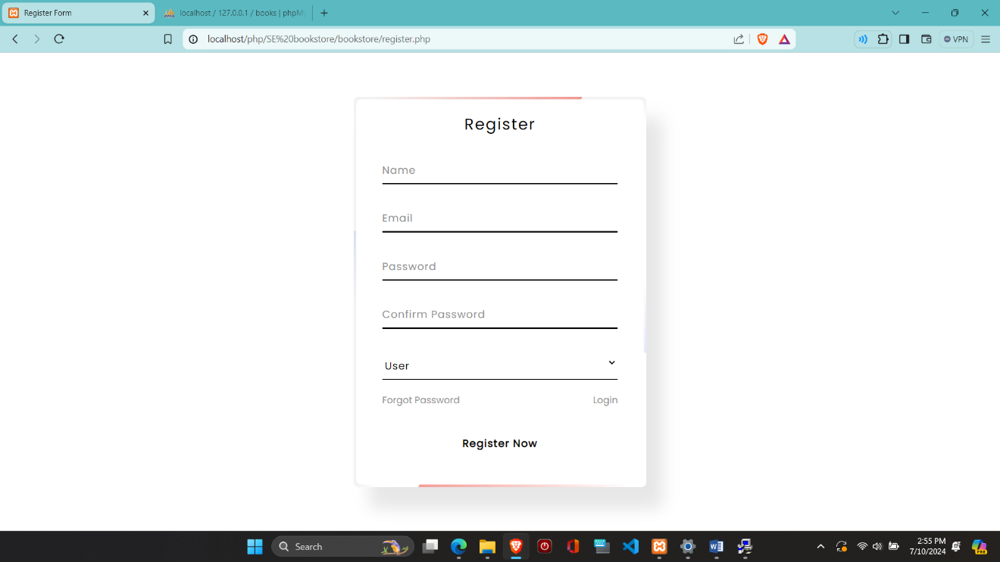 Register Form
localhost / 127.0.0.1 / books | phpM
localhost/php/SE%20bookstore/bookstore/register.php
VPN
Register
Name
Email
Password
Confirm Password
User
Forgot Password
Login
Register Now
Search
2:55 PM
7/10/2024
PRE